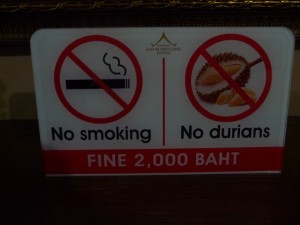 No smoking
No durians
FINE 2,000 BAHT